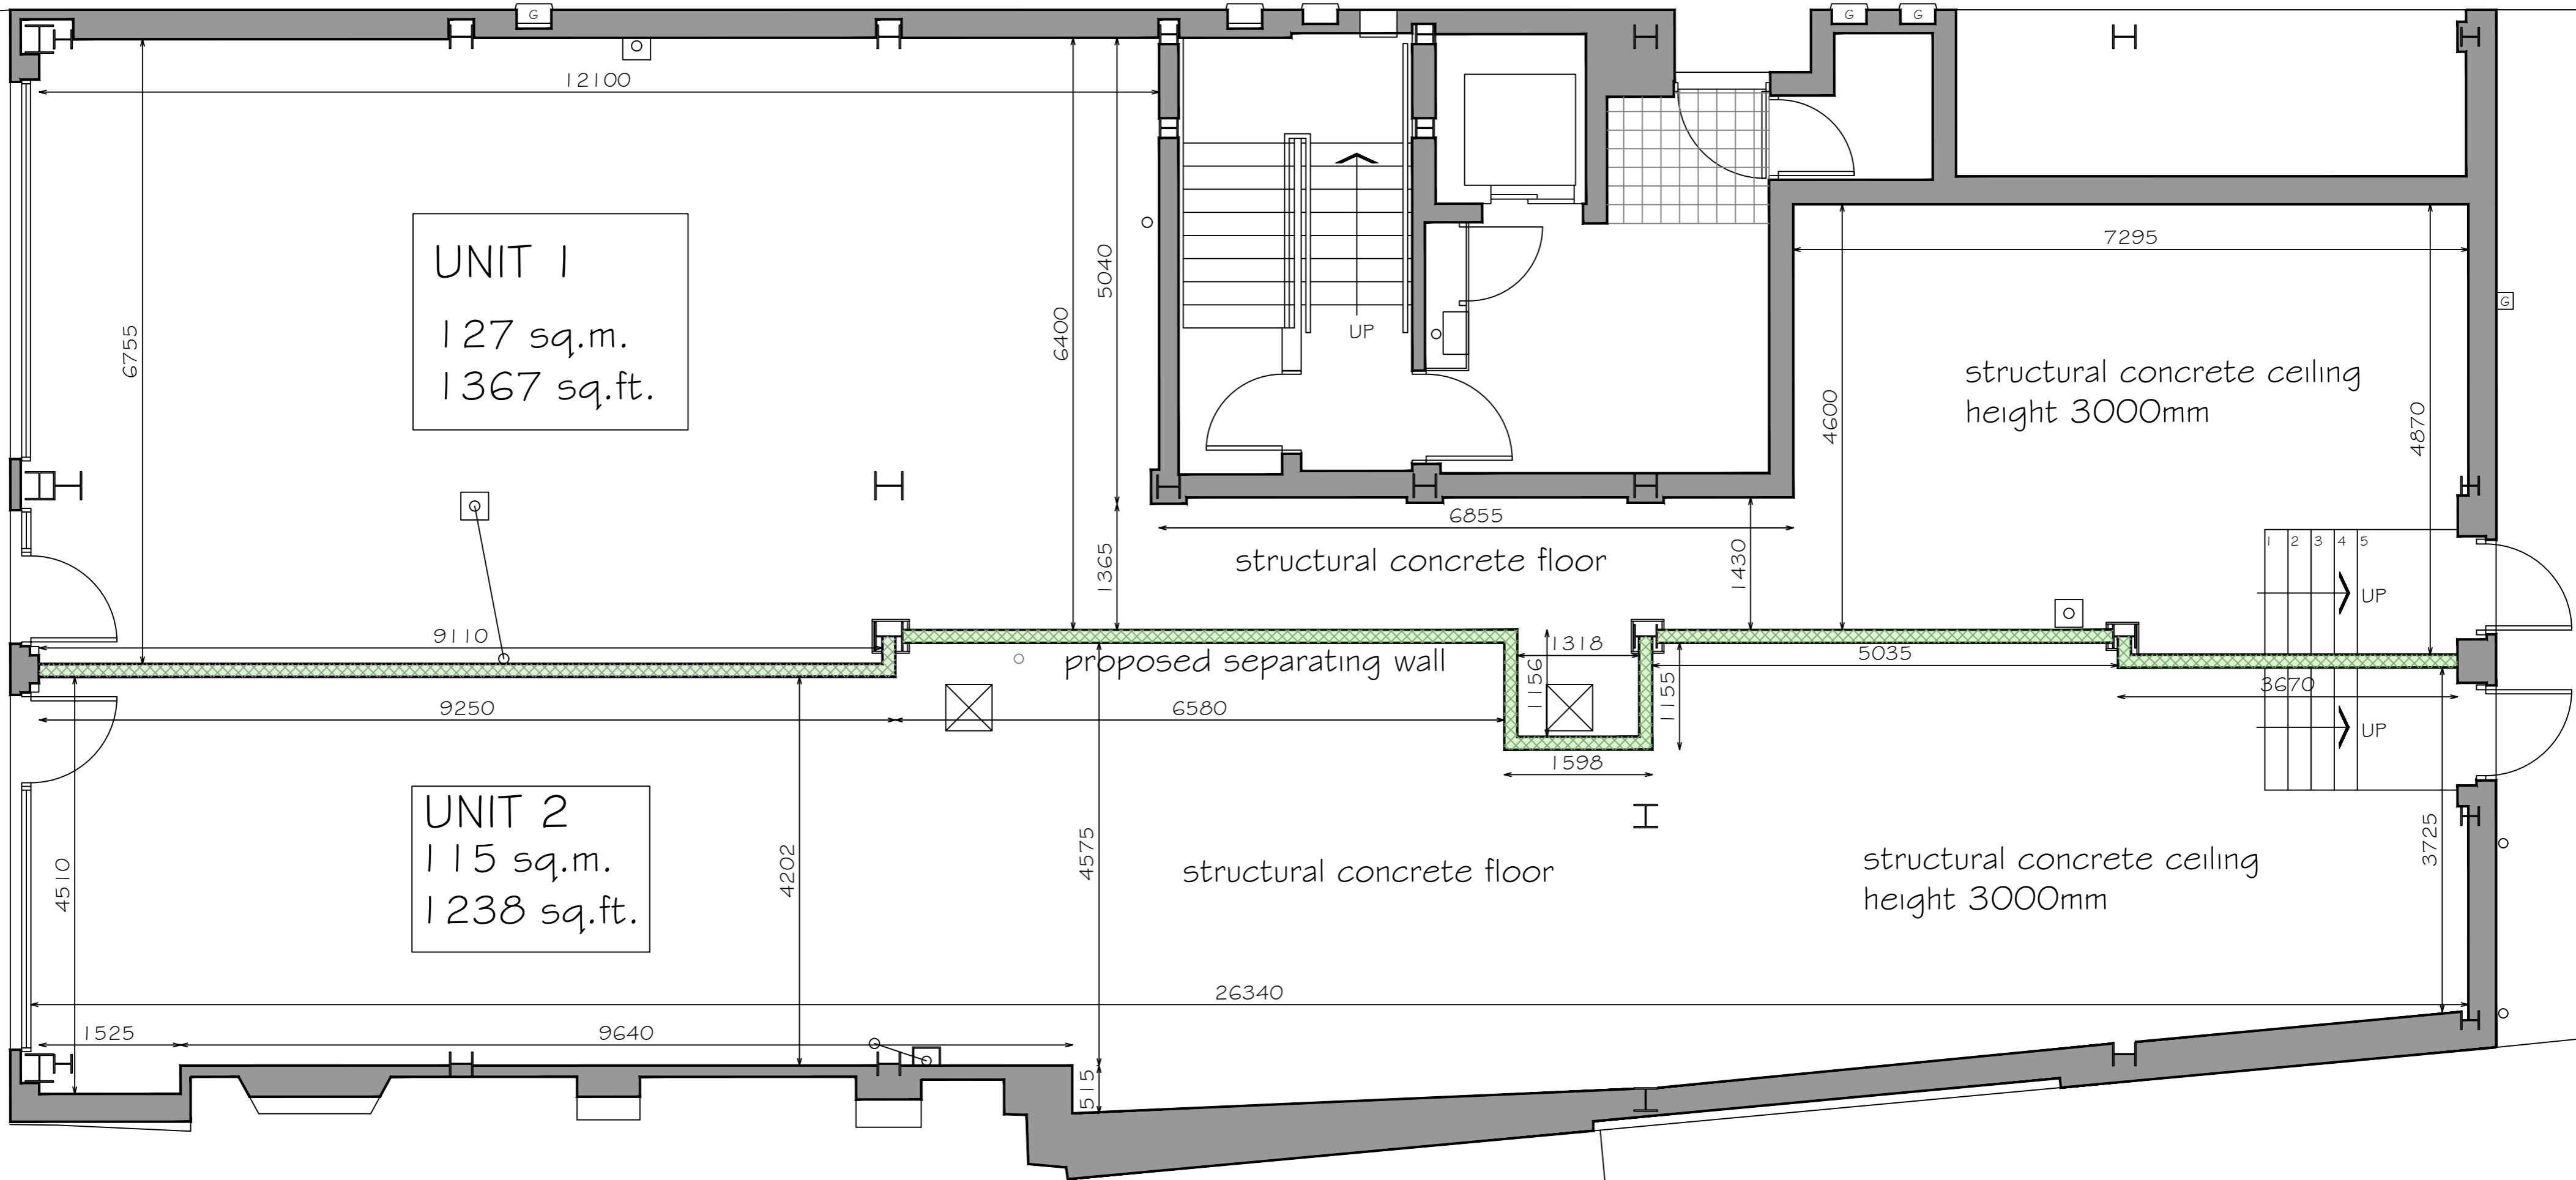 G
G
G
12100
UNIT 1
127 sq.m.
1367 sq.ft.
6755
6400
5040
1365
UP
7295
4600
4870
G
structural concrete ceiling
height 3000mm
6855
structural concrete floor
1430
1 2 3 4 5
UP
9110
proposed separating wall
1318
1156
1155
5035
3670
UP
9250
6580
1598
UNIT 2
115 sq.m.
1238 sq.ft.
4510
4202
4575
structural concrete floor
structural concrete ceiling
height 3000mm
3725
26340
1525
9640
515